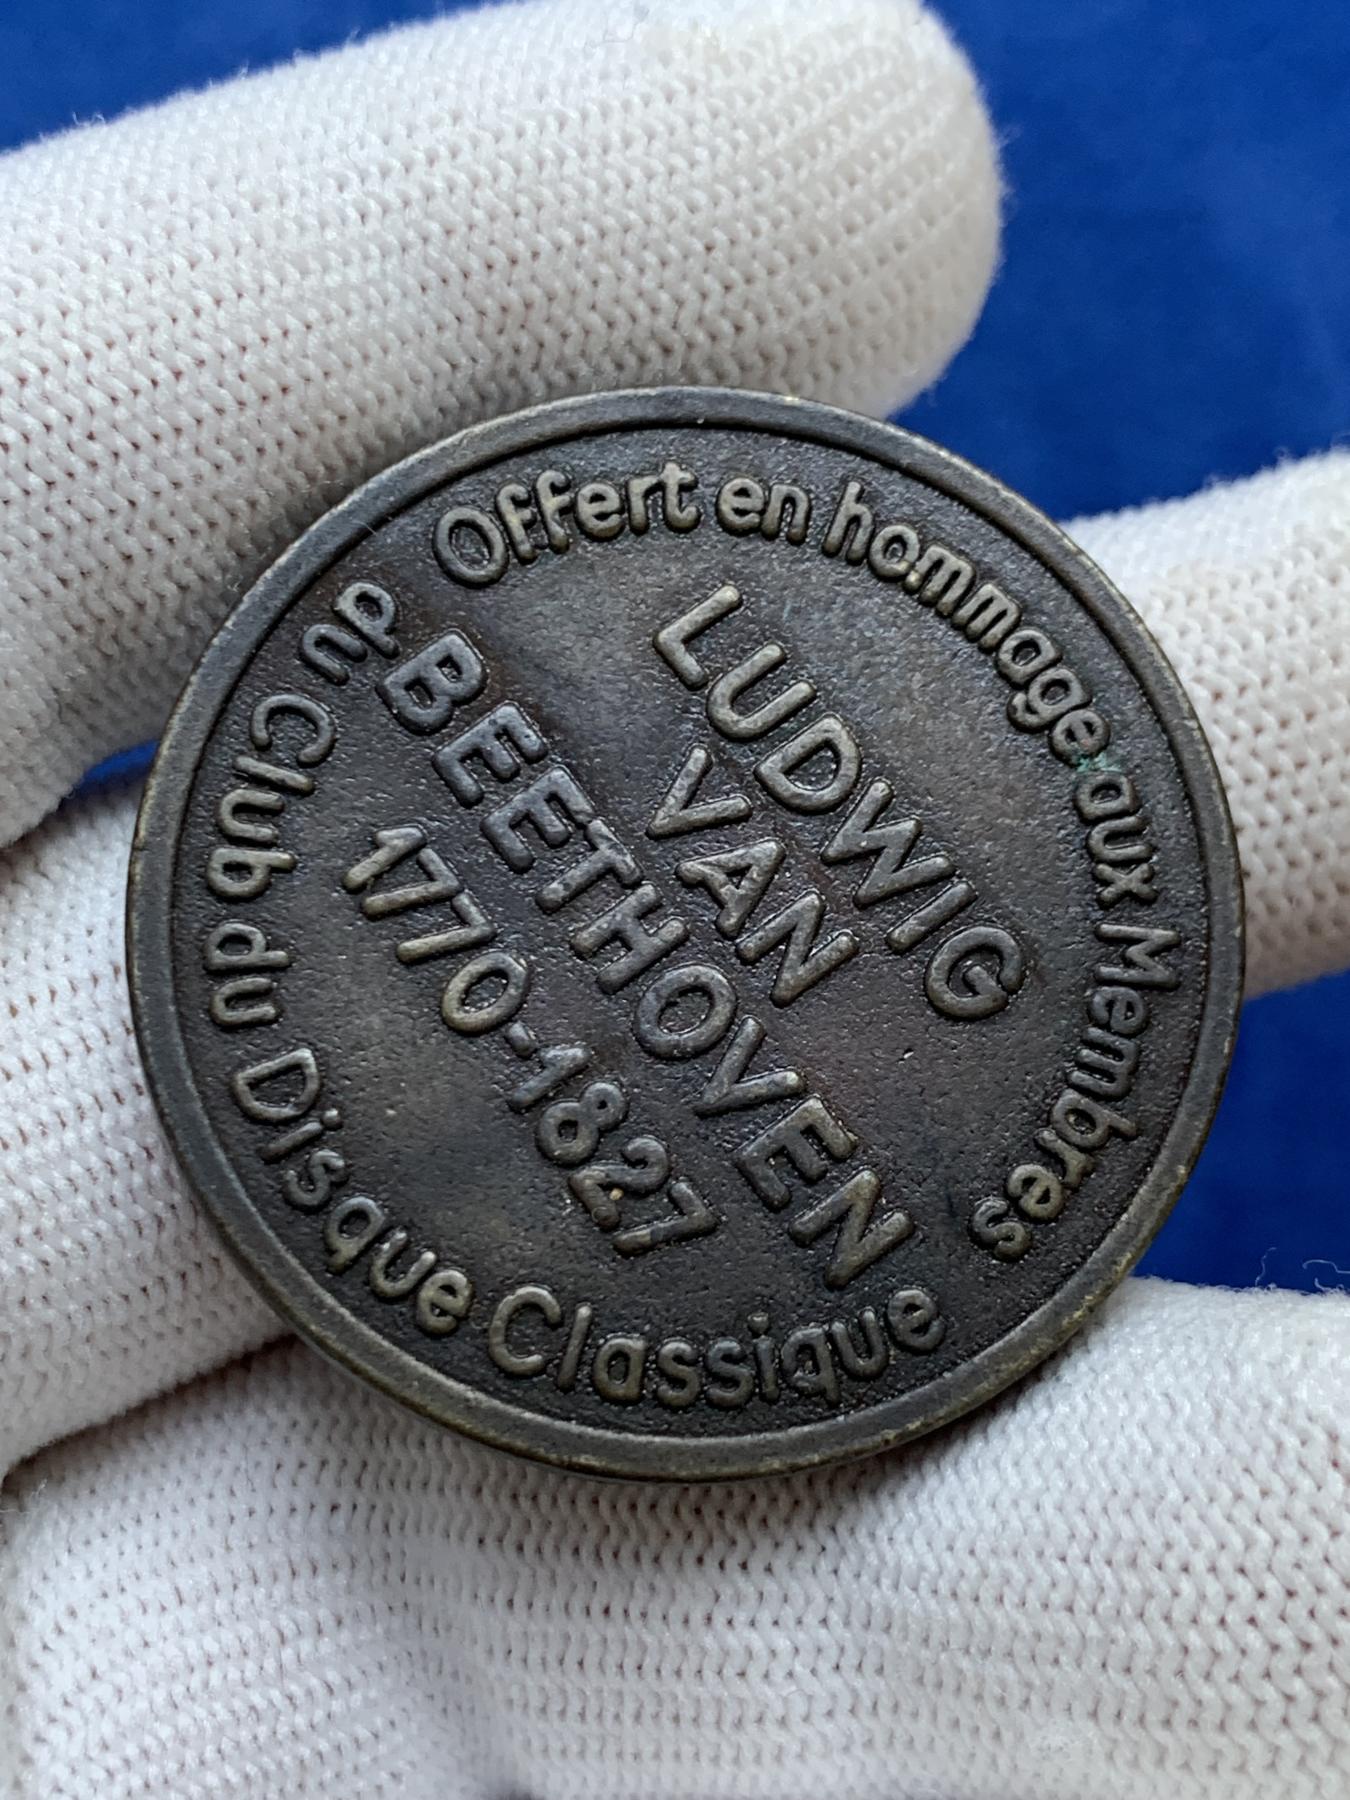 Offert en hommage aux Membres
du Club du Disque Classique
LUDWIG
VAN
BEETHOVEN
1770-1827